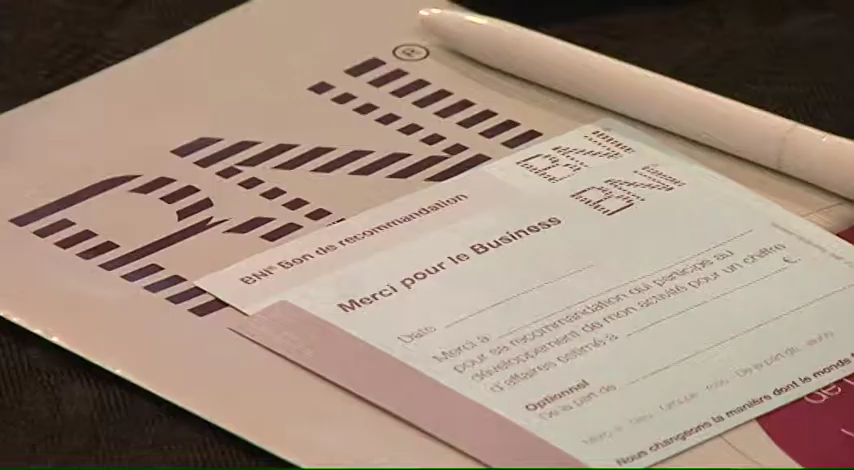 BNI
®
BNI® Bon de recommandation
BNI
BNI
Merci pour le Business
Date
Merci à
pour sa recommandation qui participe au
développement de mon activité pour un chiffre
d'affaires estimé à €.
Optionnel
De la part de
Nous changeons la manière dont le monde